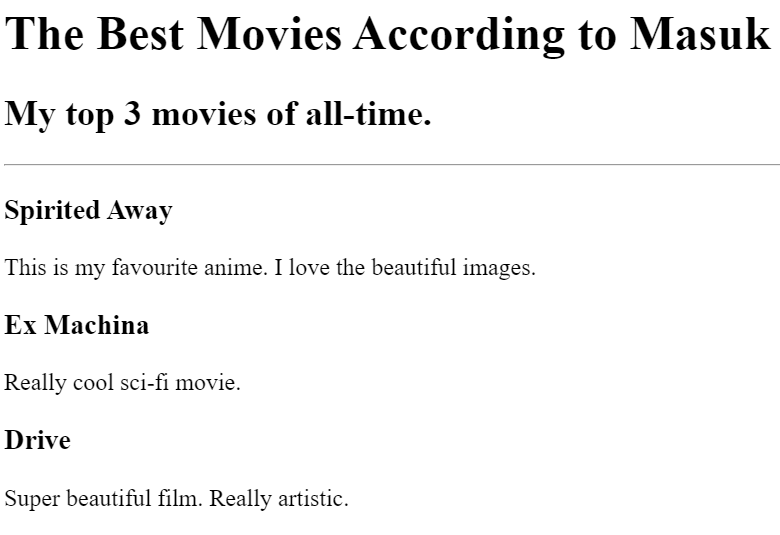 The Best Movies According to Masuk
My top 3 movies of all-time.
Spirited Away
This is my favourite anime. I love the beautiful images.
Ex Machina
Really cool sci-fi movie.
Drive
Super beautiful film. Really artistic.